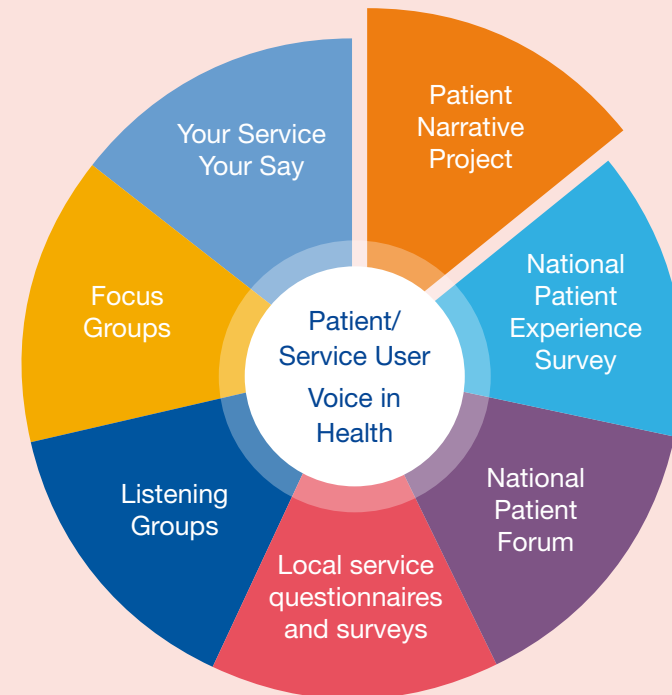 Patient
Narrative
Project
National
Patient
Experience
Survey
National
Patient
Forum
Local service
questionnaires
and surveys
Listening
Groups
Focus
Groups
Your Service
Your Say
Patient/
Service User
Voice in
Health